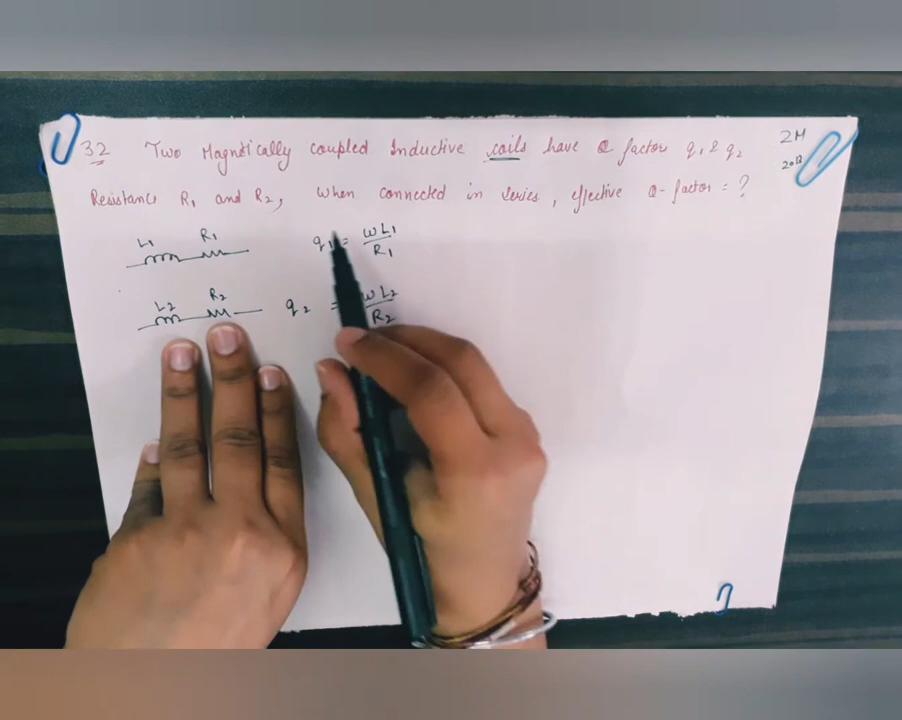 32 Two Magnetically coupled Inductive coils have Q factor q1 & q2
2M
2013
Resistance R1 and R2, when connected in series, effective Q-factor = ?
L1 R1
q1 = ωL1/R1
L2 R2
q2 = ωL2/R2